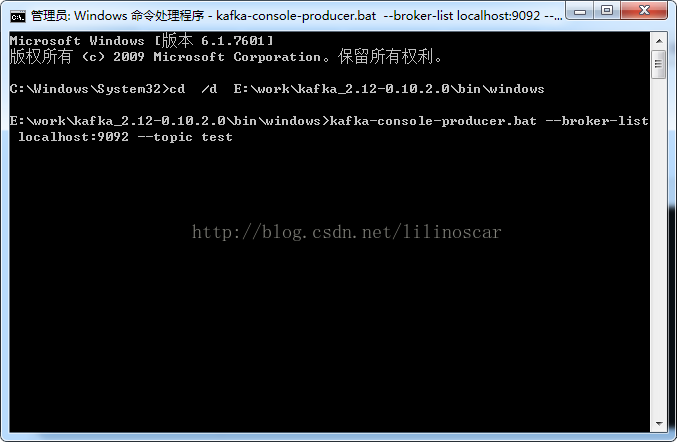 管理员: Windows 命令处理程序 - kafka-console-producer.bat  --broker-list localhost:9092 --...
Microsoft Windows [版本 6.1.7601]
版权所有 (c) 2009 Microsoft Corporation。保留所有权利。
C:\Windows\System32>cd  /d  E:\work\kafka_2.12-0.10.2.0\bin\windows
E:\work\kafka_2.12-0.10.2.0\bin\windows>kafka-console-producer.bat --broker-list
 localhost:9092 --topic test
http://blog.csdn.net/lilinoscar